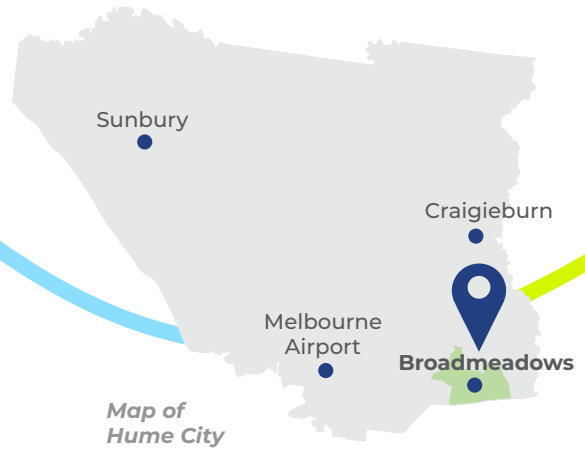 Sunbury
Craigieburn
Melbourne
Airport
Broadmeadows
Map of
Hume City